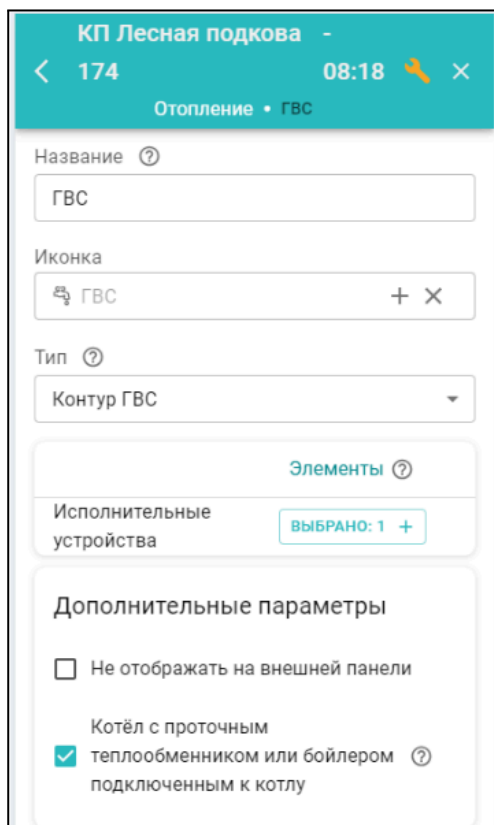 КП Лесная подкова -
174 08:18
Отопление • ГВС
Название
ГВС
Иконка
ГВС
Тип
Контур ГВС
Элементы
Исполнительные
устройства
ВЫБРАНО: 1 +
Дополнительные параметры
Не отображать на внешней панели
Котёл с проточным
теплообменником или бойлером
подключенным к котлу